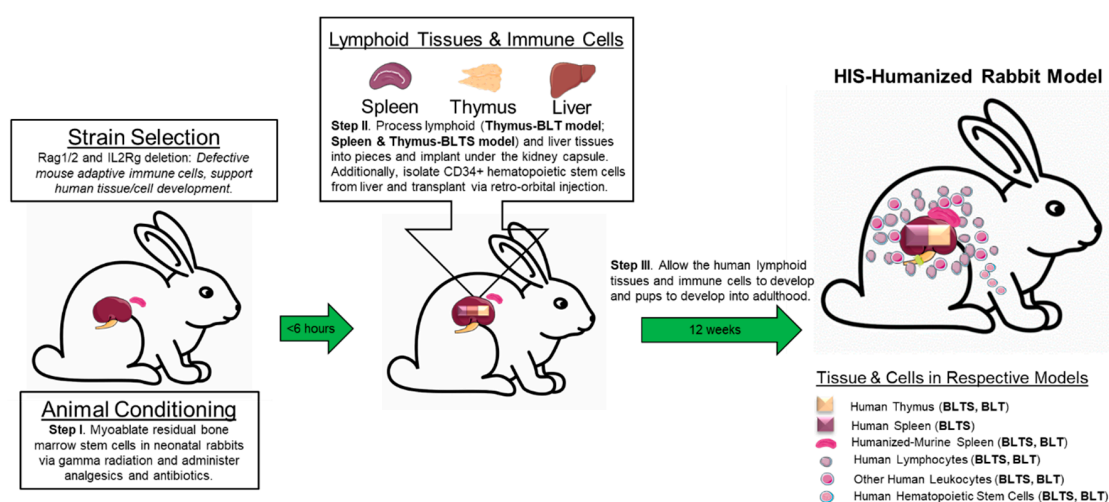 Strain Selection
Rag1/2 and IL2Rg deletion: Defective
mouse adaptive immune cells, support
human tissue/cell development.
Animal Conditioning
Step I. Myoablate residual bone
marrow stem cells in neonatal rabbits
via gamma radiation and administer
analgesics and antibiotics.
<6 hours
Lymphoid Tissues & Immune Cells
Spleen Thymus Liver
Step II. Process lymphoid (Thymus-BLT model;
Spleen & Thymus-BLTS model) and liver tissues
into pieces and implant under the kidney capsule.
Additionally, isolate CD34+ hematopoietic stem cells
from liver and transplant via retro-orbital injection.
Step III. Allow the human lymphoid
tissues and immune cells to develop
and pups to develop into adulthood.
12 weeks
HIS-Humanized Rabbit Model
Tissue & Cells in Respective Models
Human Thymus (BLTS, BLT)
Human Spleen (BLTS)
Humanized-Murine Spleen (BLTS, BLT)
Human Lymphocytes (BLTS, BLT)
Other Human Leukocytes (BLTS, BLT)
Human Hematopoietic Stem Cells (BLTS, BLT)